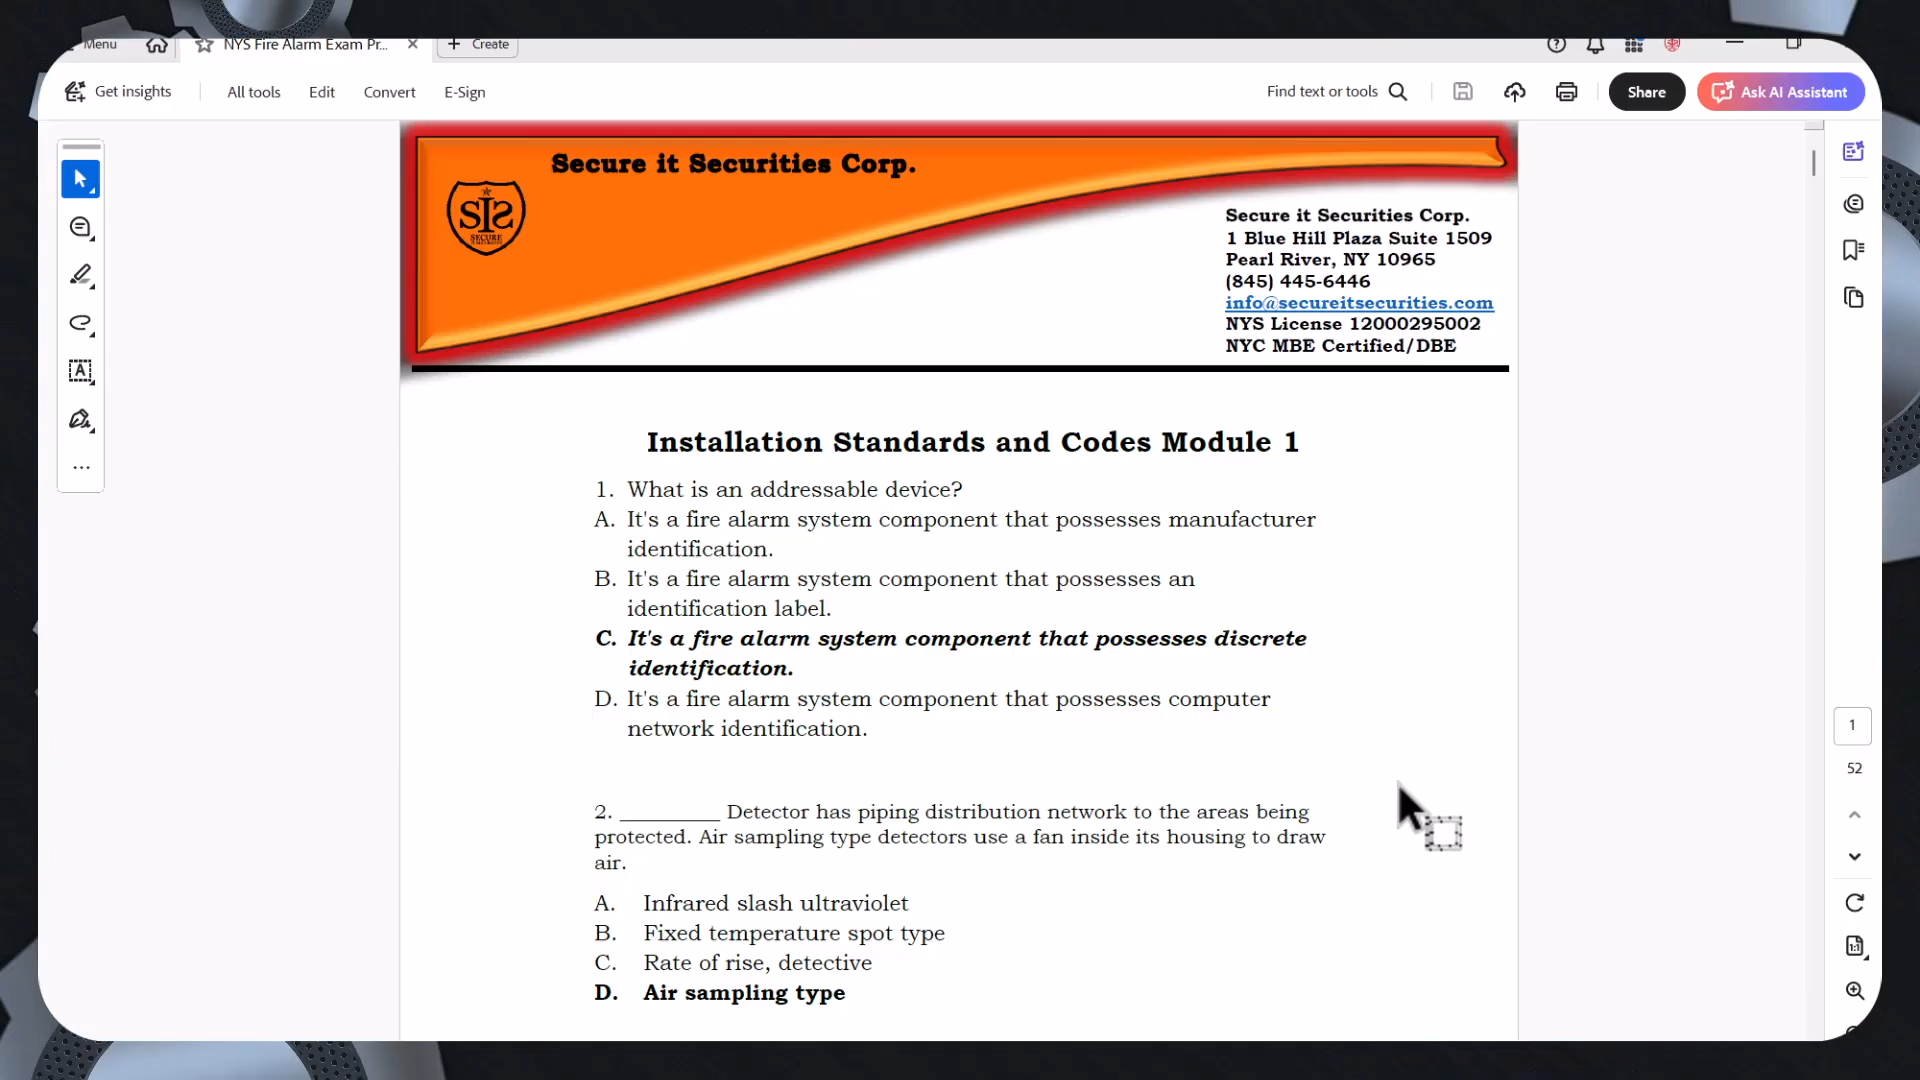 Menu
NYS Fire Alarm Exam Pr...
Create
Get insights
All tools
Edit
Convert
E-Sign
Find text or tools
Share
Ask AI Assistant
Secure it Securities Corp.
SIS
SECURE
Secure it Securities Corp.
1 Blue Hill Plaza Suite 1509
Pearl River, NY 10965
(845) 445-6446
info@secureitsecurities.com
NYS License 12000295002
NYC MBE Certified/DBE
Installation Standards and Codes Module 1
1. What is an addressable device?
A. It's a fire alarm system component that possesses manufacturer
identification.
B. It's a fire alarm system component that possesses an
identification label.
C. It's a fire alarm system component that possesses discrete
identification.
D. It's a fire alarm system component that possesses computer
network identification.
2. __________ Detector has piping distribution network to the areas being
protected. Air sampling type detectors use a fan inside its housing to draw
air.
A. Infrared slash ultraviolet
B. Fixed temperature spot type
C. Rate of rise, detective
D. Air sampling type
1
52